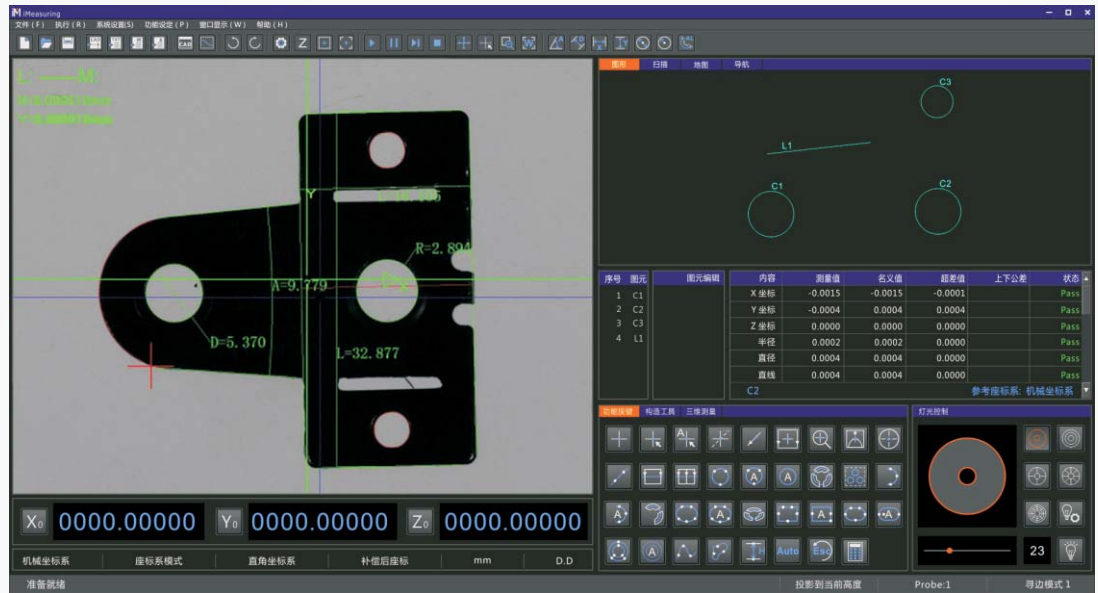 iMeasuring
文件(F) 执行(R) 系统设置(S) 功能设定(P) 窗口显示(W) 帮助(H)
CAD Z W
L: ——M:
图形 扫描 地图 导航
C3
L1
C1 C2
Y
R=2.894
A=9.779
D=5.370
L=32.877
序号 图元 图元编辑 内容 测量值 名义值 超差值 上下公差 状态
1 C1 X坐标 -0.0015 -0.0015 -0.0001 Pass
2 C2 Y坐标 -0.0004 0.0004 0.0004 Pass
3 C3 Z坐标 0.0000 0.0000 0.0000 Pass
4 L1 半径 0.0002 0.0002 0.0000 Pass
直径 0.0004 0.0004 0.0000 Pass
直线 0.0004 0.0004 0.0000 Pass
C2 参考座标系: 机械坐标系
功能按键 构造工具 三维测量 灯光控制
A
A A
A A A A
A H Auto Esc
X₀ 0000.00000 Y₀ 0000.00000 Z₀ 0000.00000
23
机械坐标系 座标系模式 直角坐标系 补偿后座标 mm D.D
准备就绪 投影到当前高度 Probe:1 寻边模式 1